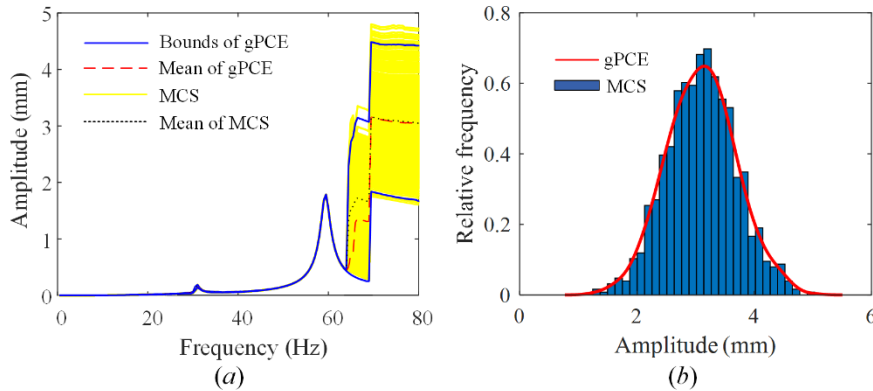 5
4
3
2
1
0
Amplitude (mm)
Bounds of gPCE
Mean of gPCE
MCS
Mean of MCS
0 20 40 60 80
Frequency (Hz)
(a)
0.8
0.6
0.4
0.2
0
Relative frequency
gPCE
MCS
0 2 4 6
Amplitude (mm)
(b)